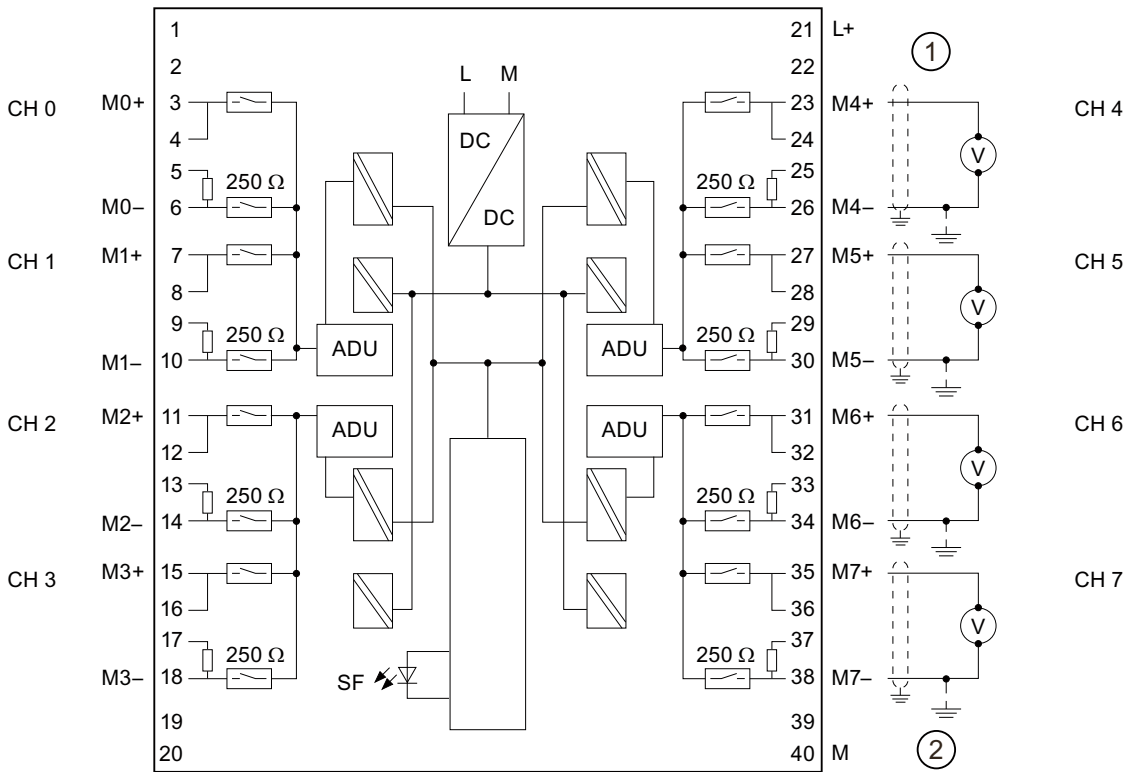 1 21 L+
①
2 22
L M
CH 0 M0+ 3 23 M4+ CH 4
4 DC 24
V
5 25
250 Ω 250 Ω
M0– 6 26 M4–
DC
CH 1 M1+ 7 27 M5+ CH 5
8 28
V
9 29
250 Ω ADU ADU 250 Ω
M1– 10 30 M5–
CH 2 M2+ 11 31 M6+ CH 6
ADU ADU
12 32
V
13 33
250 Ω 250 Ω
M2– 14 34 M6–
CH 3 M3+ 15 35 M7+ CH 7
16 36
V
17 37
250 Ω 250 Ω
M3– 18 SF 38 M7–
19 39
20 40 M
②